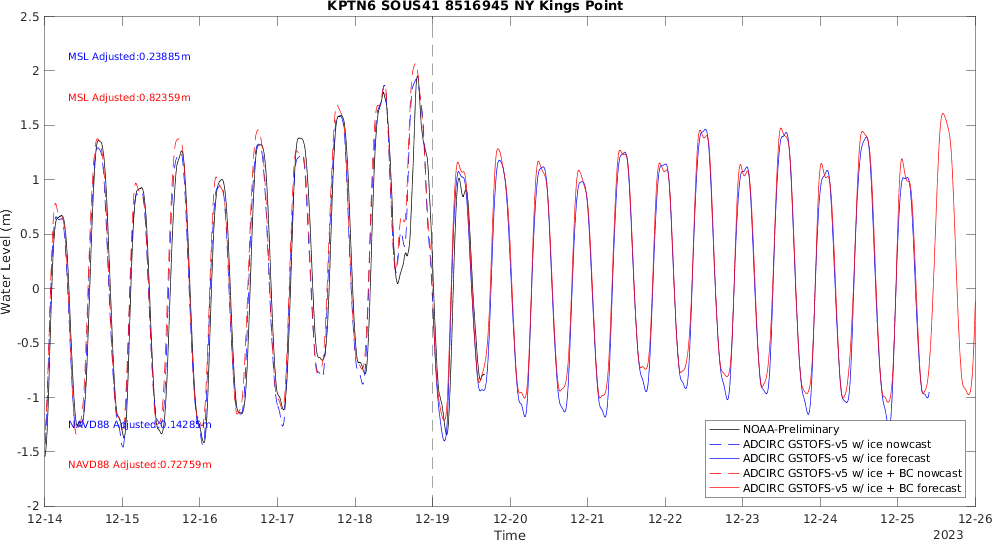 KPTN6 SOUS41 8516945 NY Kings Point
2.5
2
1.5
1
0.5
0
-0.5
-1
-1.5
-2
Water Level (m)
MSL Adjusted:0.23885m
MSL Adjusted:0.82359m
NAVD88 Adjusted:0.14285m
NAVD88 Adjusted:0.72759m
NOAA-Preliminary
ADCIRC GSTOFS-v5 w/ ice nowcast
ADCIRC GSTOFS-v5 w/ ice forecast
ADCIRC GSTOFS-v5 w/ ice + BC nowcast
ADCIRC GSTOFS-v5 w/ ice + BC forecast
12-14 12-15 12-16 12-17 12-18 12-19 12-20 12-21 12-22 12-23 12-24 12-25 12-26
Time
2023